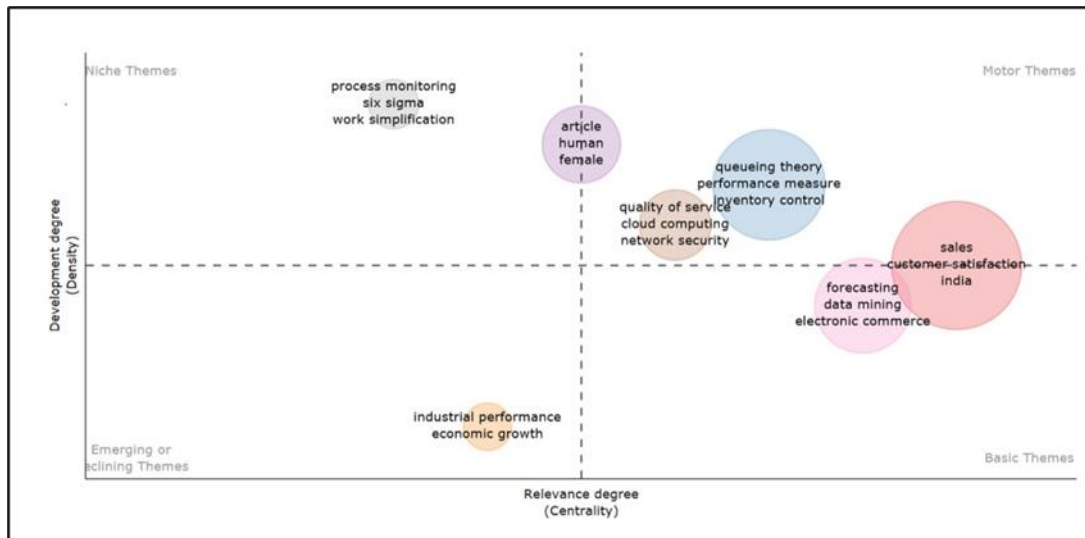 Niche Themes
Motor Themes
process monitoring
six sigma
work simplification
article
human
female
queueing theory
performance measure
inventory control
quality of service
cloud computing
network security
sales
customer satisfaction
india
forecasting
data mining
electronic commerce
industrial performance
economic growth
Emerging or
eclining Themes
Basic Themes
Development degree
(Density)
Relevance degree
(Centrality)